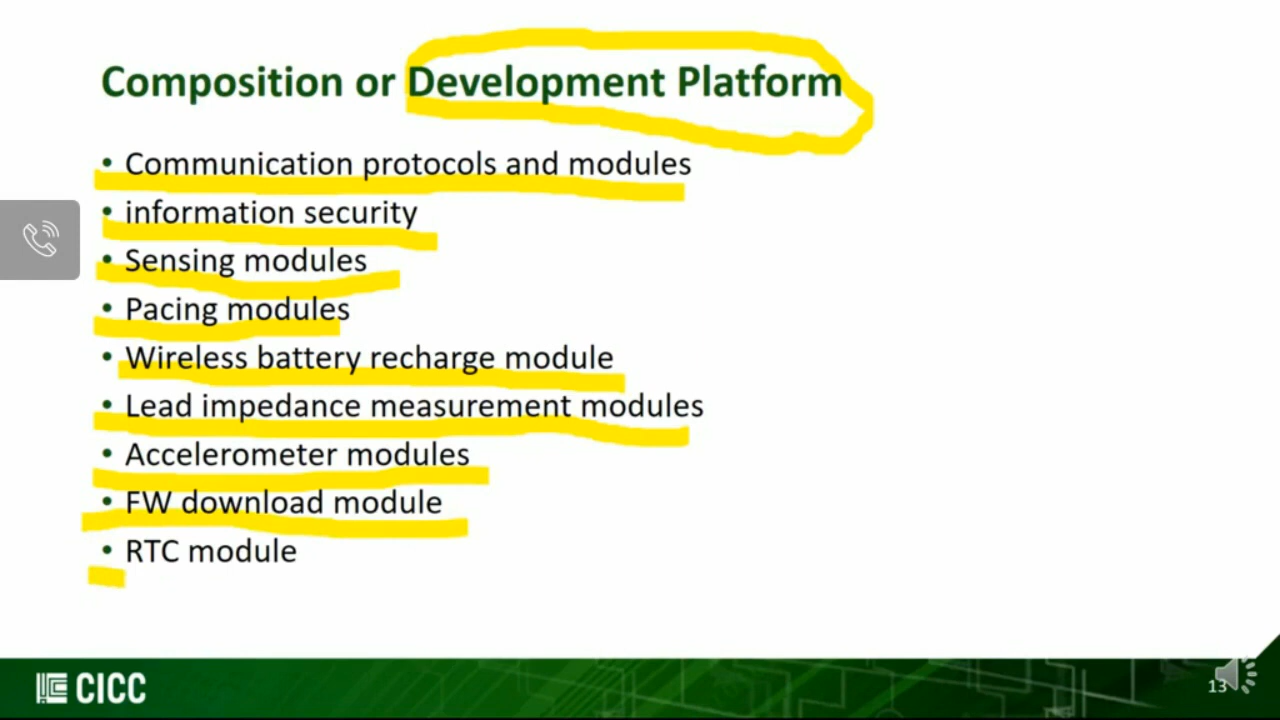 Composition or Development Platform
• Communication protocols and modules
• information security
• Sensing modules
• Pacing modules
• Wireless battery recharge module
• Lead impedance measurement modules
• Accelerometer modules
• FW download module
• RTC module
CICC
13